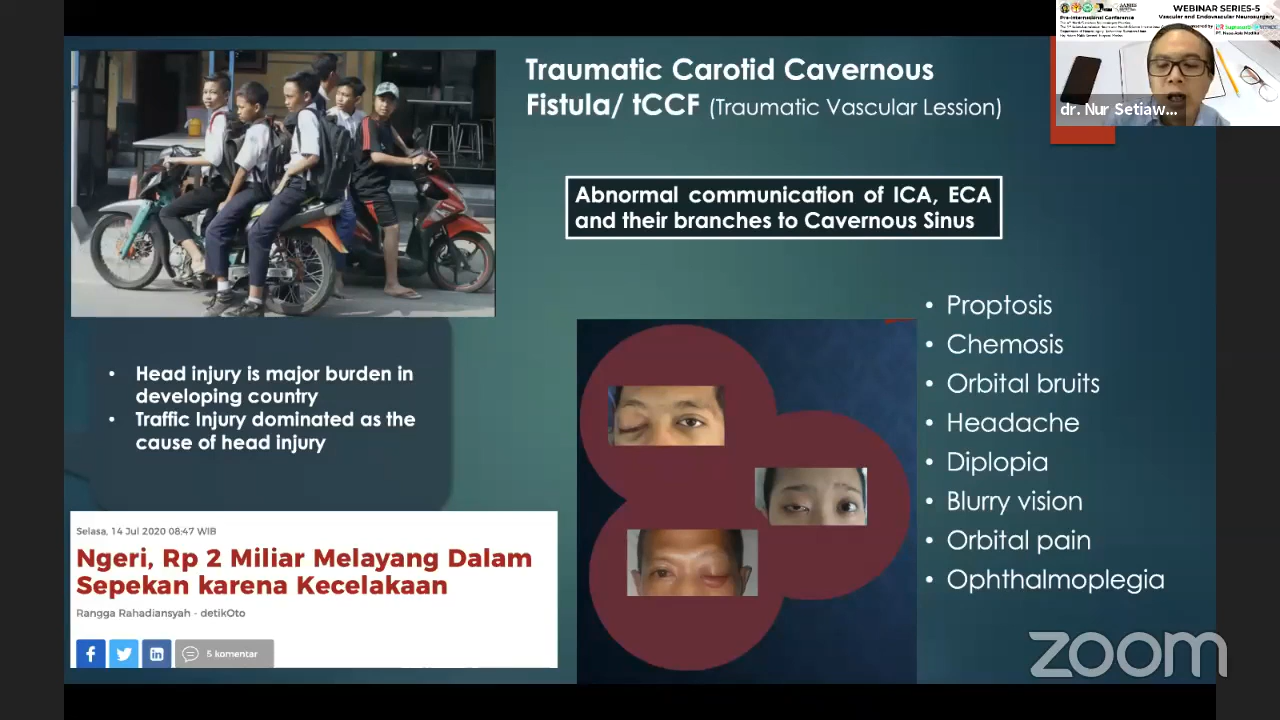 Traumatic Carotid Cavernous
Fistula/ tCCF (Traumatic Vascular Lession)
Abnormal communication of ICA, ECA
and their branches to Cavernous Sinus
• Head injury is major burden in
developing country
• Traffic Injury dominated as the
cause of head injury
Selasa, 14 Jul 2020 08:47 WIB
Ngeri, Rp 2 Miliar Melayang Dalam
Sepekan karena Kecelakaan
Rangga Rahadiansyah - detikOto
5 komentar
• Proptosis
• Chemosis
• Orbital bruits
• Headache
• Diplopia
• Blurry vision
• Orbital pain
• Ophthalmoplegia
WEBINAR SERIES-5
Vascular and Endovascular Neurosurgery
Pre-International Conference
dr. Nur Setiaw...
zoom